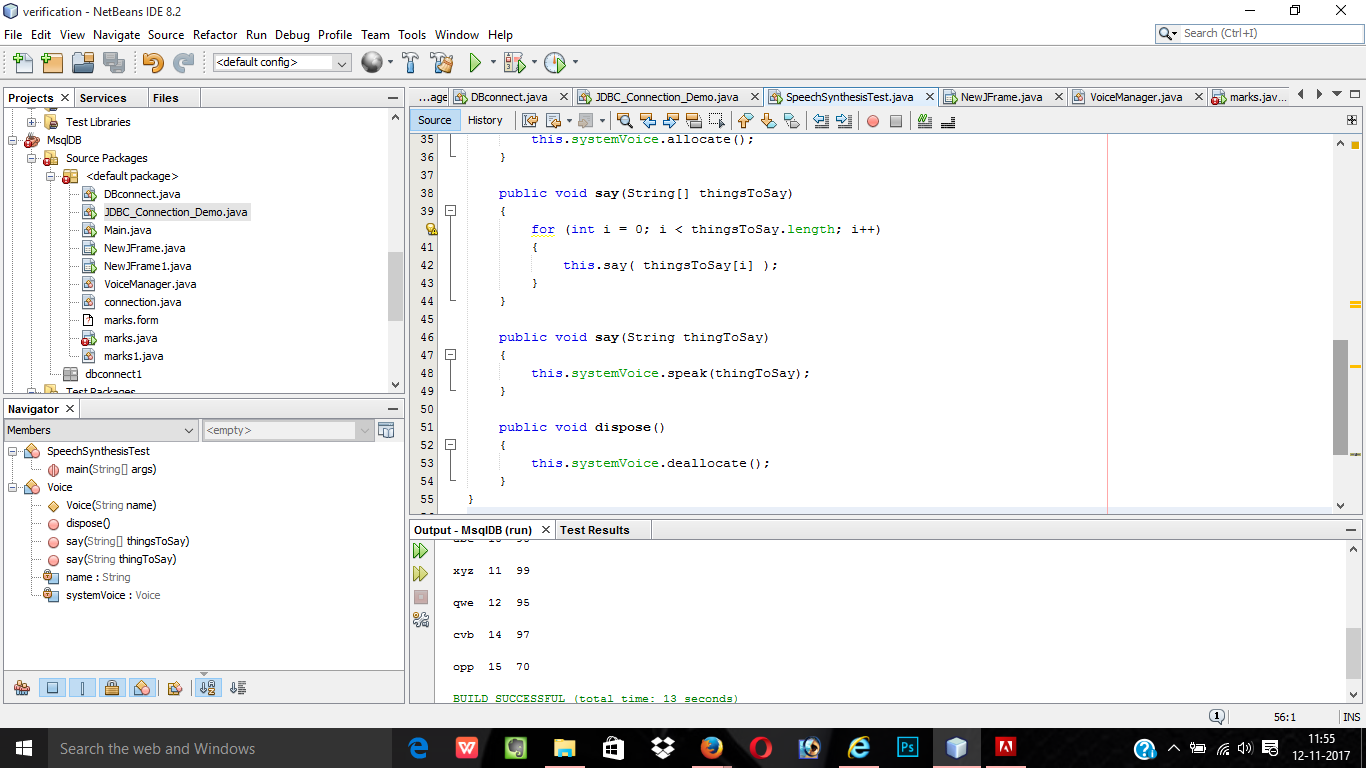 verification - NetBeans IDE 8.2
File Edit View Navigate Source Refactor Run Debug Profile Team Tools Window Help
Search (Ctrl+I)
<default config>
Projects Services Files
Test Libraries
MsqlDB
Source Packages
<default package>
DBconnect.java
JDBC_Connection_Demo.java
Main.java
NewJFrame.java
NewJFrame1.java
VoiceManager.java
connection.java
marks.form
marks.java
marks1.java
dbconnect1
Test Packages
Navigator
Members <empty>
SpeechSynthesisTest
main(String[] args)
Voice
Voice(String name)
dispose()
say(String[] thingsToSay)
say(String thingToSay)
name : String
systemVoice : Voice
...age DBconnect.java JDBC_Connection_Demo.java SpeechSynthesisTest.java NewJFrame.java VoiceManager.java marks.jav...
Source History
35 this.systemVoice.allocate();
36 }
37
38 public void say(String[] thingsToSay)
39 {
for (int i = 0; i < thingsToSay.length; i++)
41 {
42 this.say( thingsToSay[i] );
43 }
44 }
45
46 public void say(String thingToSay)
47 {
48 this.systemVoice.speak(thingToSay);
49 }
50
51 public void dispose()
52 {
53 this.systemVoice.deallocate();
54 }
55 }
Output - MsqlDB (run) Test Results
xyz 11 99
qwe 12 95
cvb 14 97
opp 15 70
BUILD SUCCESSFUL (total time: 13 seconds)
1 56:1 INS
Search the web and Windows
Ps
11:55
12-11-2017